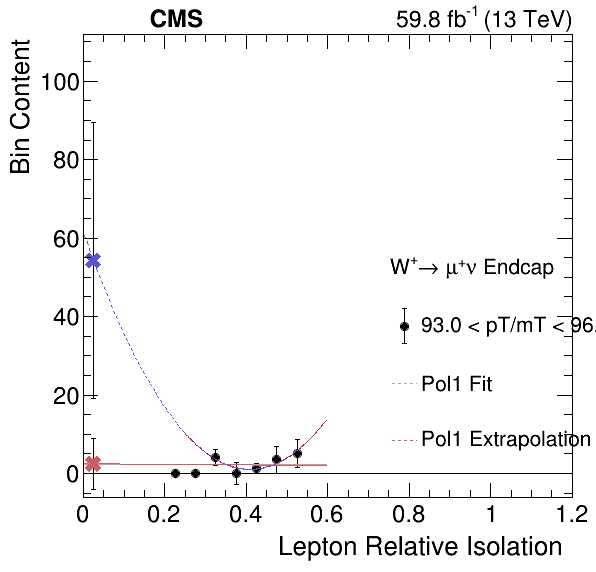 CMS
59.8 fb⁻¹ (13 TeV)
Bin Content
100
80
60
40
20
0
W⁺→ μ⁺ν Endcap
93.0 < pT/mT < 96.
Pol1 Fit
Pol1 Extrapolation
0 0.2 0.4 0.6 0.8 1 1.2
Lepton Relative Isolation